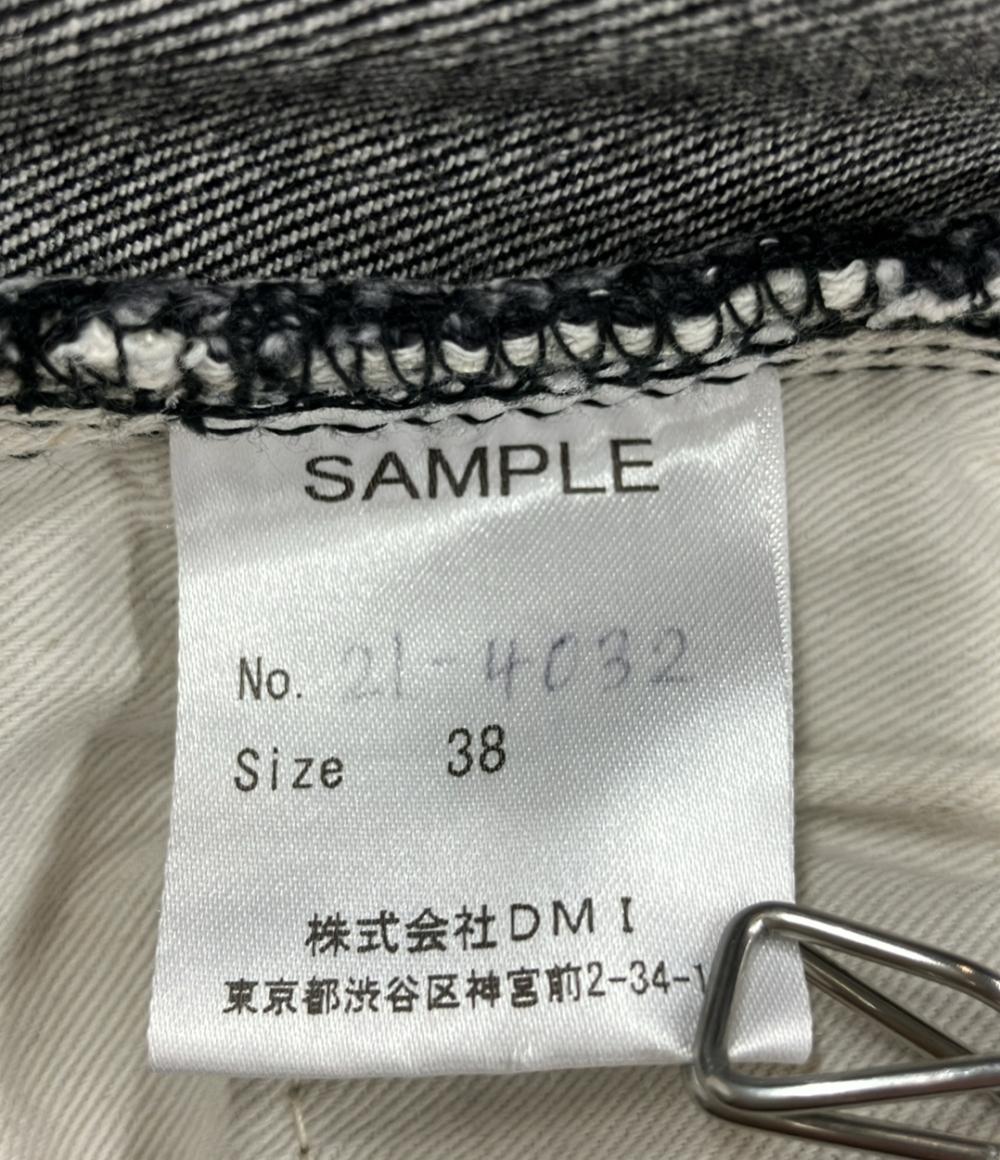 SAMPLE
No. 21-4032
Size 38
株式会社DMI
東京都渋谷区神宮前2-34-1